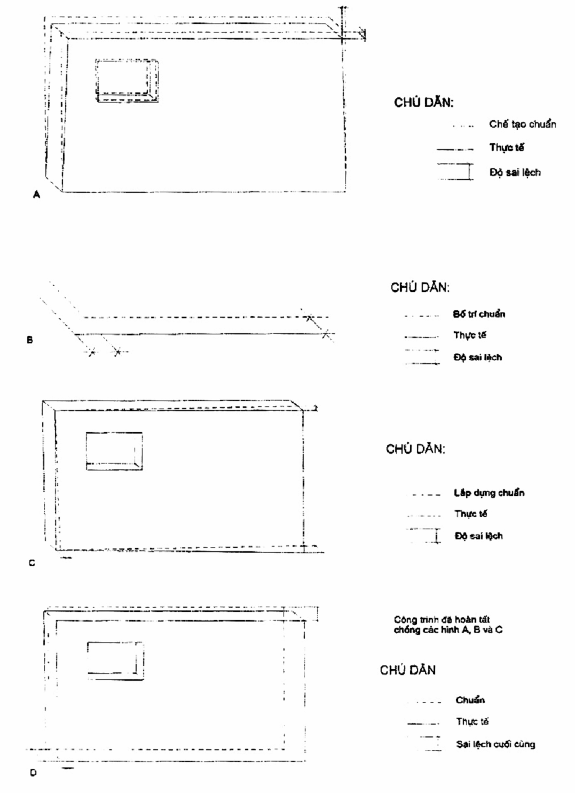 CHÚ DẪN:
Chế tạo chuẩn
Thực tế
Độ sai lệch
A
CHÚ DẪN:
Bố trí chuẩn
Thực tế
Độ sai lệch
B
CHÚ DẪN:
Lắp dựng chuẩn
Thực tế
Độ sai lệch
C
Công trình đã hoàn tất
chồng các hình A, B và C
CHÚ DẪN
Chuẩn
Thực tế
Sai lệch cuối cùng
D